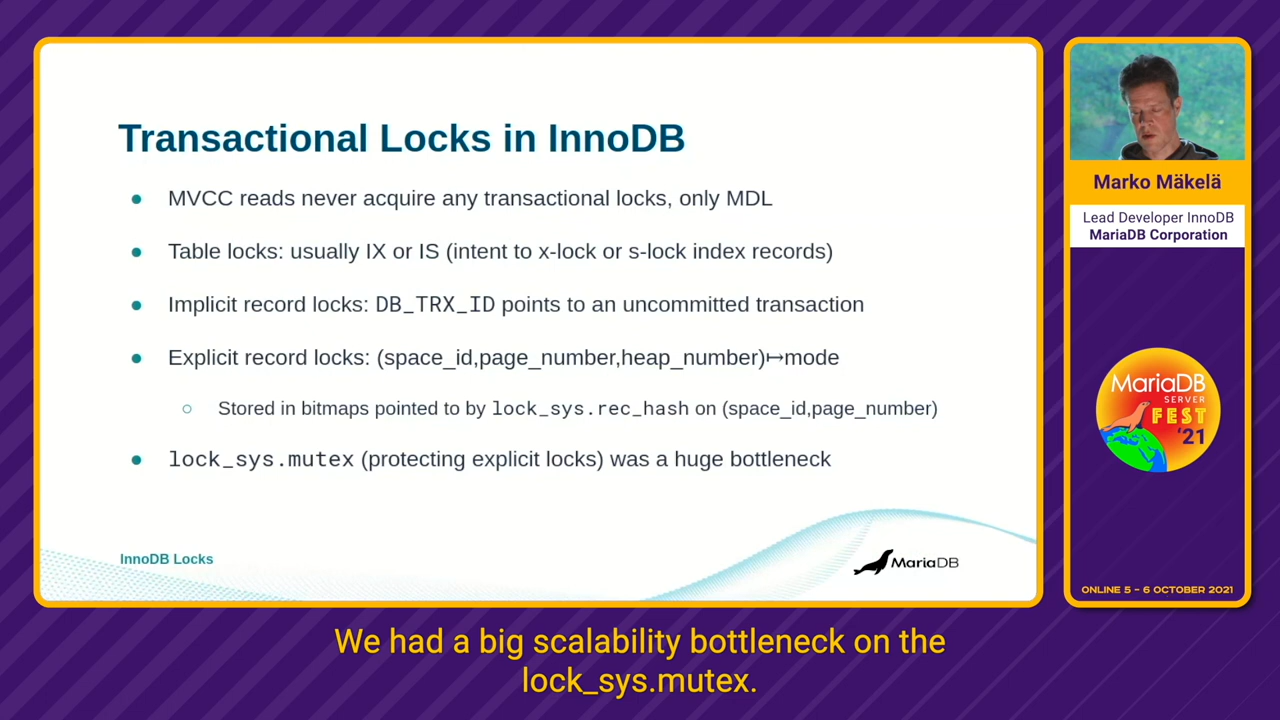 Transactional Locks in InnoDB
● MVCC reads never acquire any transactional locks, only MDL
● Table locks: usually IX or IS (intent to x-lock or s-lock index records)
● Implicit record locks: DB_TRX_ID points to an uncommitted transaction
● Explicit record locks: (space_id,page_number,heap_number)↦mode
○ Stored in bitmaps pointed to by lock_sys.rec_hash on (space_id,page_number)
● lock_sys.mutex (protecting explicit locks) was a huge bottleneck
InnoDB Locks
MariaDB
Marko Mäkelä
Lead Developer InnoDB
MariaDB Corporation
MariaDB
SERVER
FEST
'21
ONLINE 5 – 6 OCTOBER 2021
We had a big scalability bottleneck on the
lock_sys.mutex.